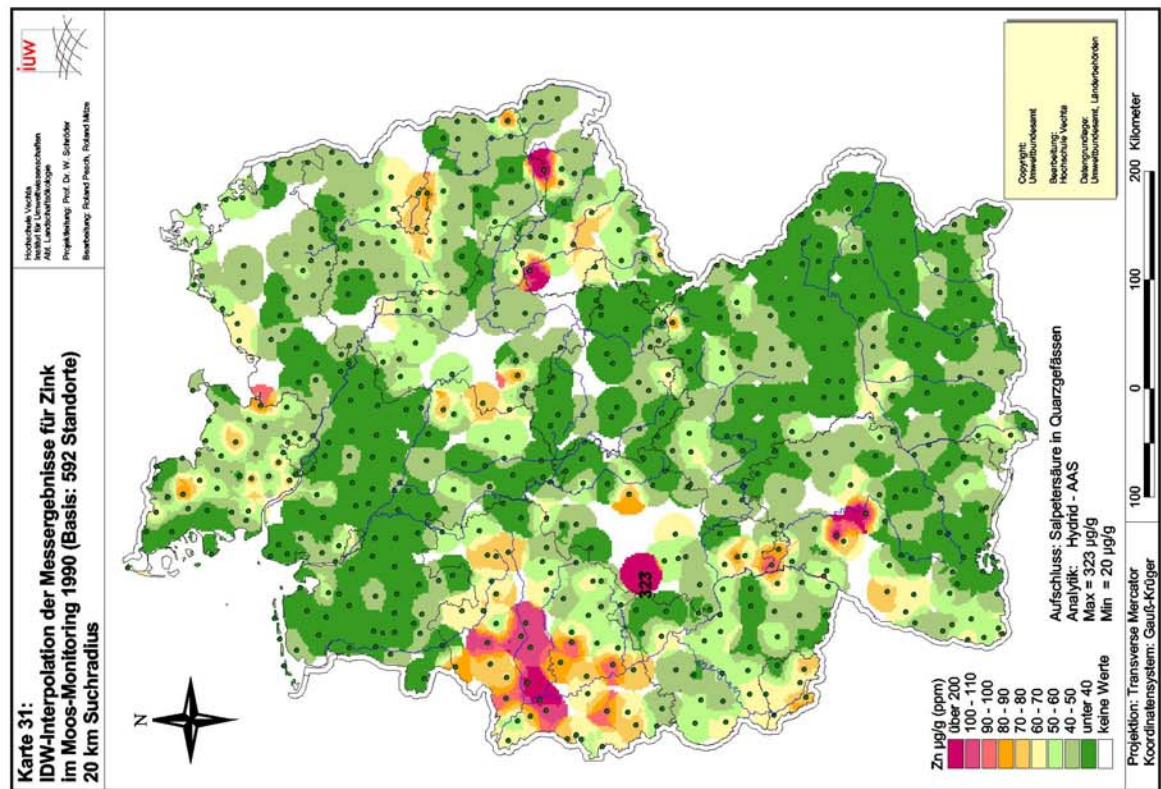 Karte 31:
IDW-Interpolation der Messergebnisse für Zink
im Moos-Monitoring 1990 (Basis: 592 Standorte)
20 km Suchradius
Hochschule Vechta
Institut für Umweltwissenschaften
Abt. Landschaftsökologie
Projektleitung: Prof. Dr. W. Schröder
Bearbeitung: Roland Pesch, Roland Mätze
iuw
N
323
Zn µg/g (ppm)
über 200
100 - 110
90 - 100
80 - 90
70 - 80
60 - 70
50 - 60
40 - 50
unter 40
keine Werte
Aufschluss: Salpetersäure in Quarzgefässen
Analytik: Hydrid - AAS
Max = 323 µg/g
Min = 20 µg/g
Copyright:
Umweltbundesamt
Bearbeitung:
Hochschule Vechta
Datengrundlage:
Umweltbundesamt, Länderbehörden
Projektion: Transverse Mercator
Koordinatensystem: Gauß-Krüger
100 0 100 200 Kilometer